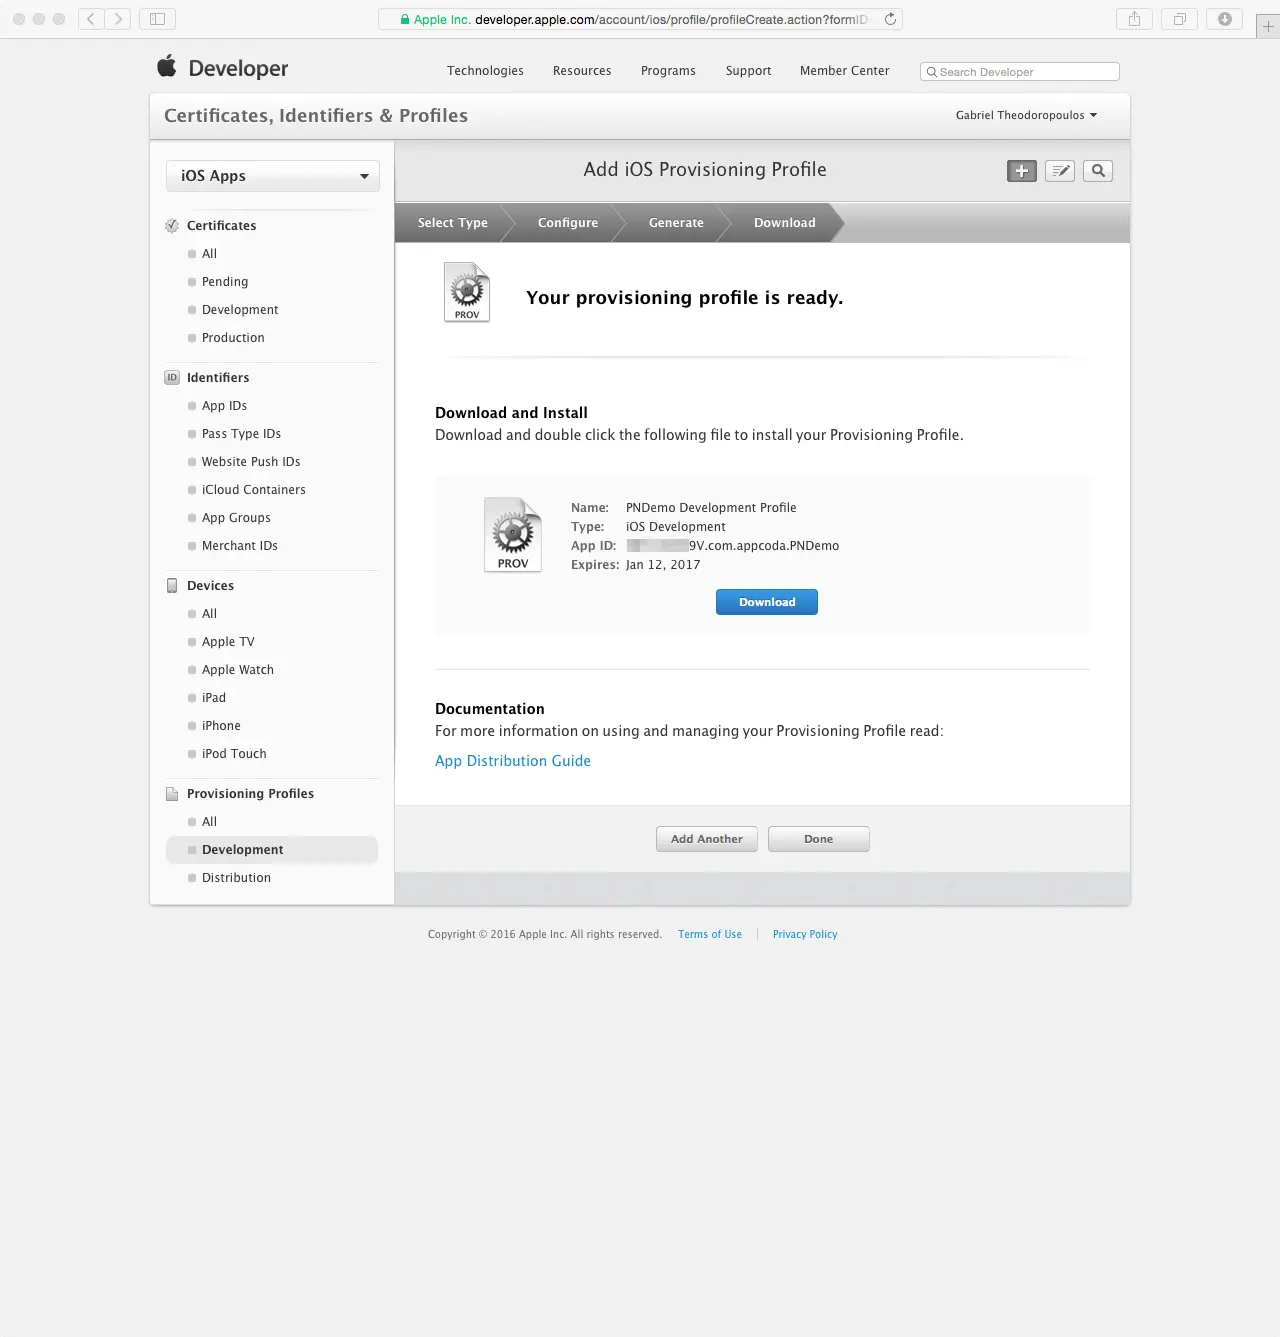 Apple Inc. developer.apple.com/account/ios/profile/profileCreate.action?formID
Developer
Technologies Resources Programs Support Member Center Search Developer
Certificates, Identifiers & Profiles
Gabriel Theodoropoulos
iOS Apps
Certificates
All
Pending
Development
Production
ID Identifiers
App IDs
Pass Type IDs
Website Push IDs
iCloud Containers
App Groups
Merchant IDs
Devices
All
Apple TV
Apple Watch
iPad
iPhone
iPod Touch
Provisioning Profiles
All
Development
Distribution
Add iOS Provisioning Profile
Select Type Configure Generate Download
PROV
Your provisioning profile is ready.
Download and Install
Download and double click the following file to install your Provisioning Profile.
PROV
Name: PNDemo Development Profile
Type: iOS Development
App ID: 9V.com.appcoda.PNDemo
Expires: Jan 12, 2017
Download
Documentation
For more information on using and managing your Provisioning Profile read:
App Distribution Guide
Add Another Done
Copyright © 2016 Apple Inc. All rights reserved. Terms of Use Privacy Policy